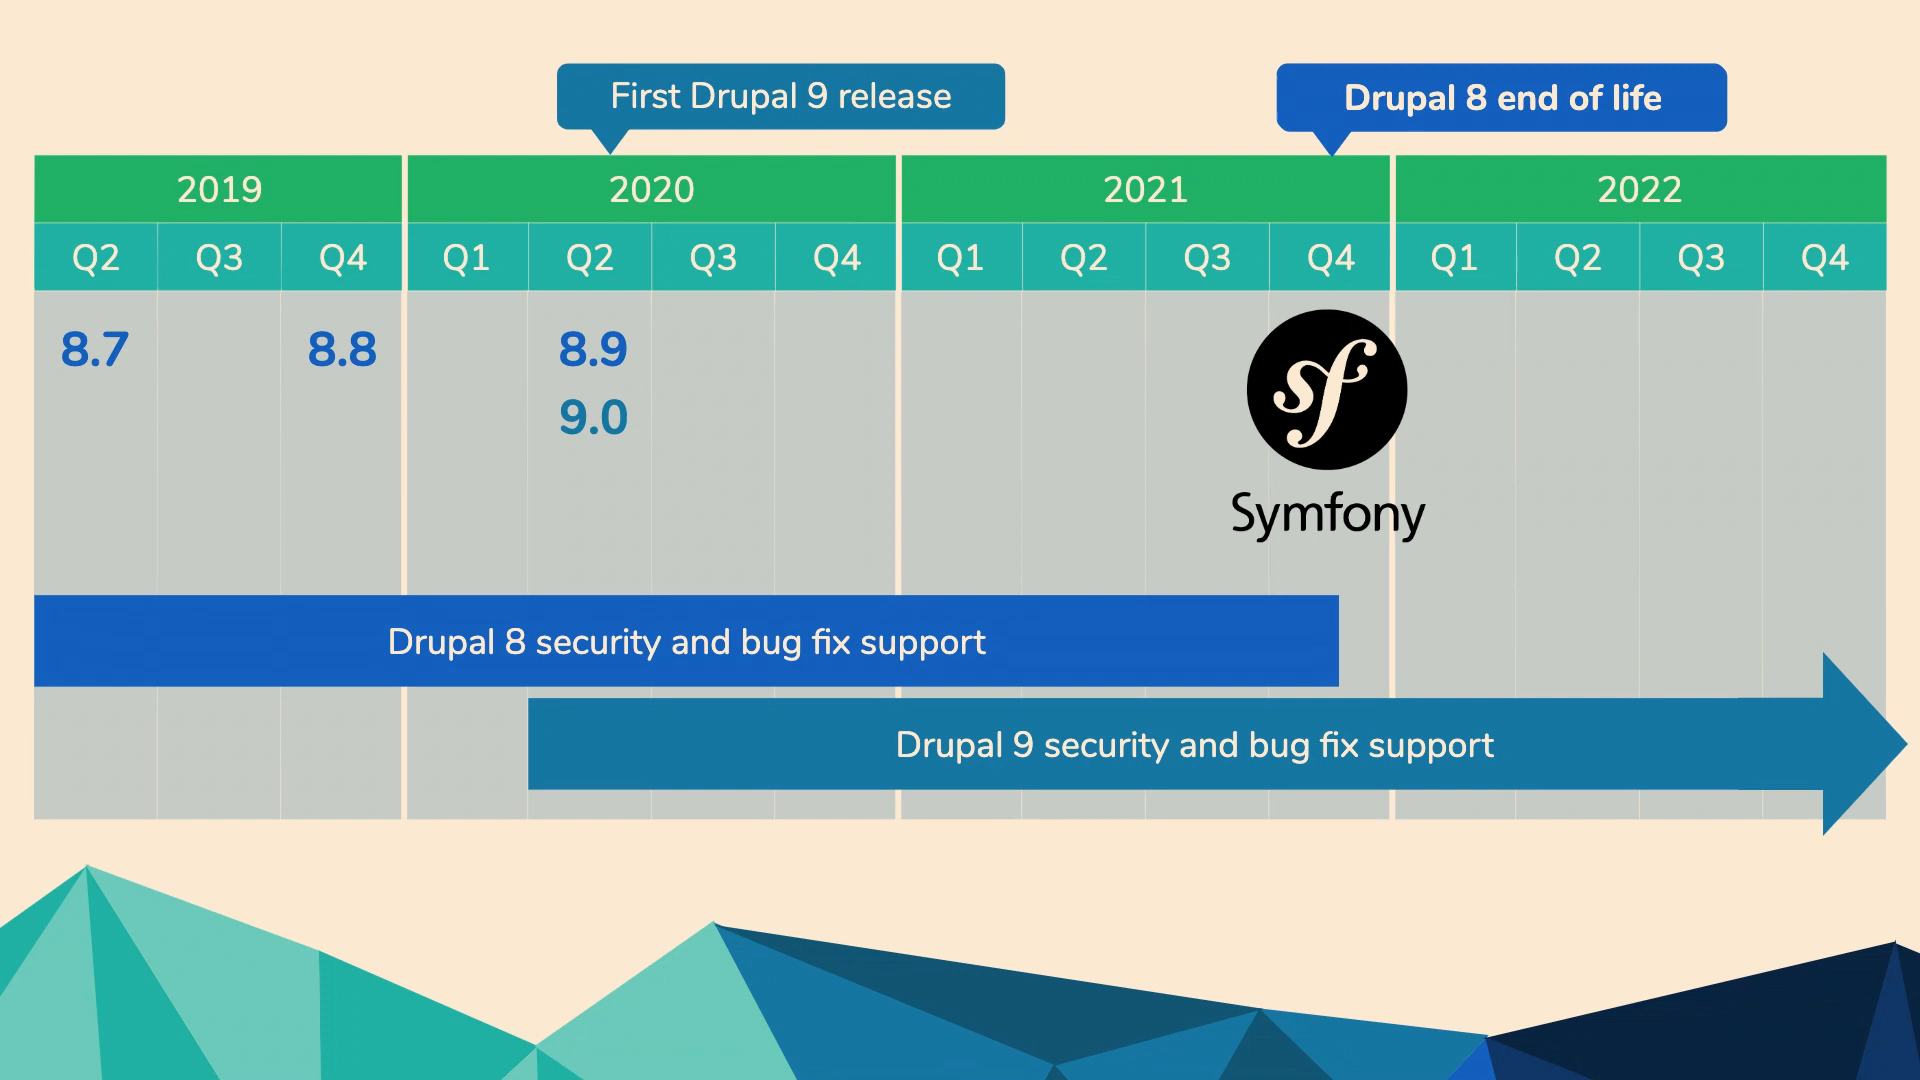 First Drupal 9 release
Drupal 8 end of life
2019 2020 2021 2022
Q2 Q3 Q4 Q1 Q2 Q3 Q4 Q1 Q2 Q3 Q4 Q1 Q2 Q3 Q4
8.7 8.8 8.9
9.0
sf
Symfony
Drupal 8 security and bug fix support
Drupal 9 security and bug fix support